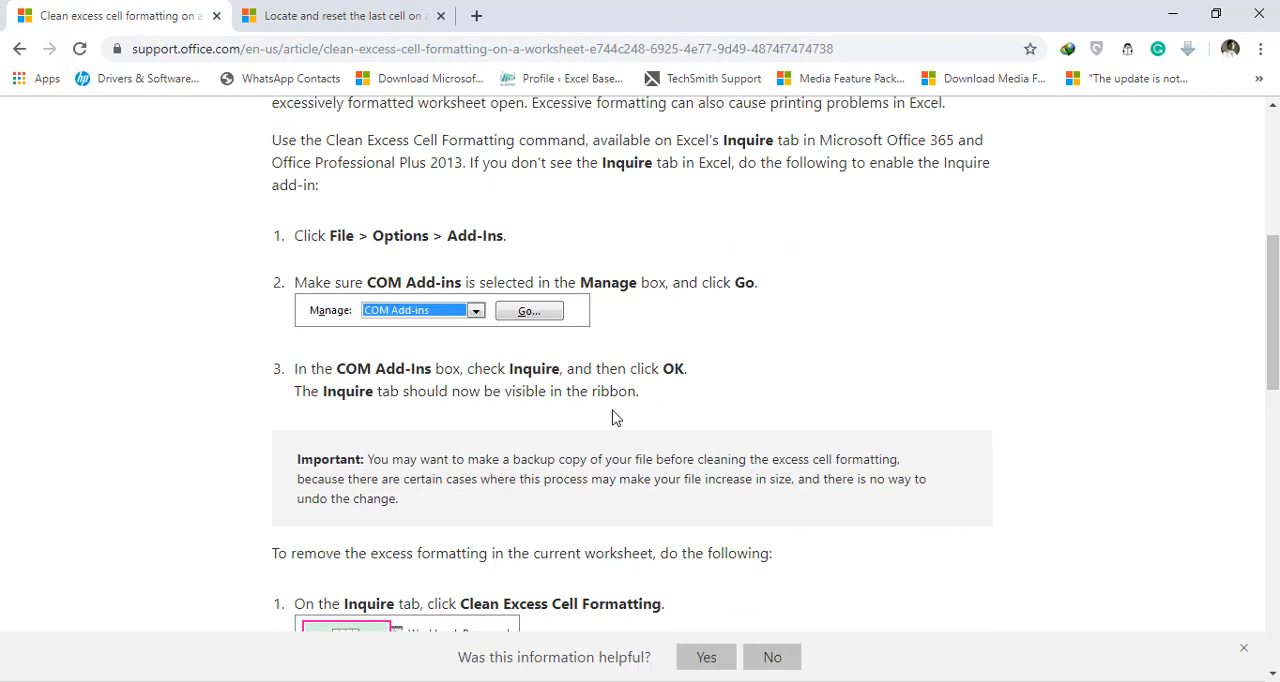 Clean excess cell formatting on a
Locate and reset the last cell on
support.office.com/en-us/article/clean-excess-cell-formatting-on-a-worksheet-e744c248-6925-4e77-9d49-4874f7474738
Apps
Drivers & Software...
WhatsApp Contacts
Download Microsof...
Profile ‹ Excel Base...
TechSmith Support
Media Feature Pack...
Download Media F...
"The update is not...
»
excessively formatted worksheet open. Excessive formatting can also cause printing problems in Excel.
Use the Clean Excess Cell Formatting command, available on Excel's Inquire tab in Microsoft Office 365 and
Office Professional Plus 2013. If you don't see the Inquire tab in Excel, do the following to enable the Inquire
add-in:
1. Click File > Options > Add-Ins.
2. Make sure COM Add-ins is selected in the Manage box, and click Go.
Manage: COM Add-ins Go...
3. In the COM Add-Ins box, check Inquire, and then click OK.
The Inquire tab should now be visible in the ribbon.
Important: You may want to make a backup copy of your file before cleaning the excess cell formatting,
because there are certain cases where this process may make your file increase in size, and there is no way to
undo the change.
To remove the excess formatting in the current worksheet, do the following:
1. On the Inquire tab, click Clean Excess Cell Formatting.
Was this information helpful? Yes No